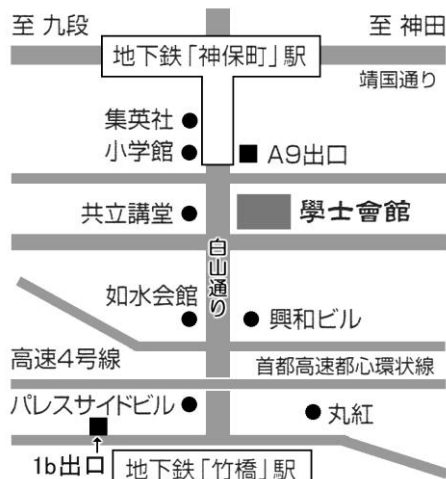 至 九段
至 神田
地下鉄「神保町」駅
靖国通り
集英社
小学館
A9出口
共立講堂
學士會館
白山通り
如水会館
興和ビル
高速4号線
首都高速都心環状線
パレスサイドビル
丸紅
1b出口
地下鉄「竹橋」駅